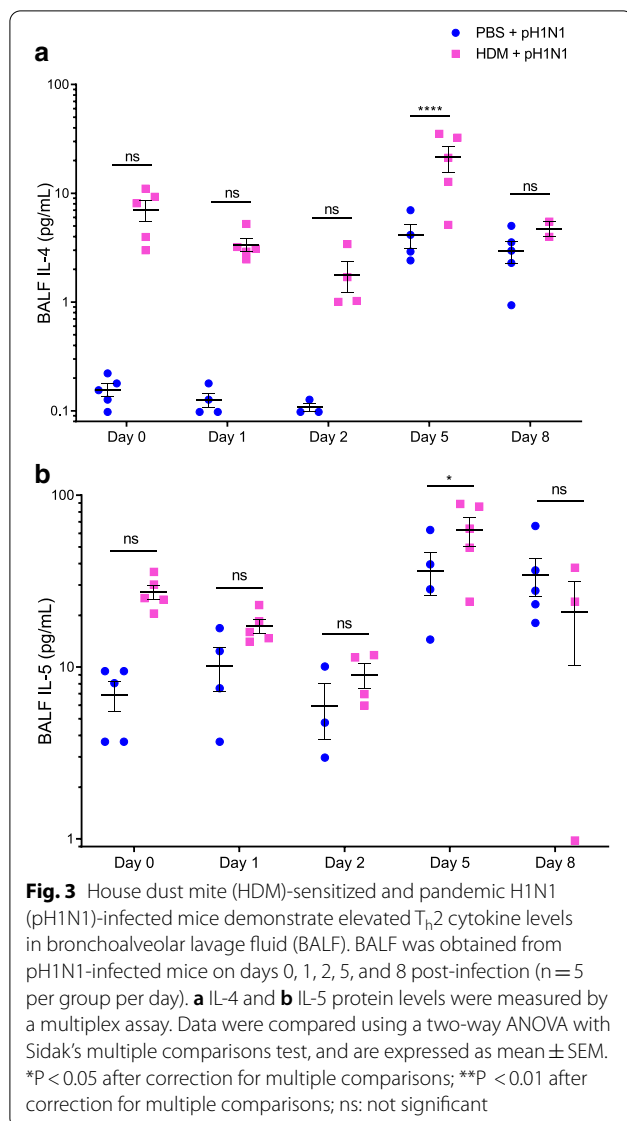 PBS + pH1N1
HDM + pH1N1
a
100
10
1
0.1
BALF IL-4 (pg/mL)
ns
ns
ns
****
ns
Day 0 Day 1 Day 2 Day 5 Day 8
b
100
10
1
BALF IL-5 (pg/mL)
ns
ns
ns
*
ns
Day 0 Day 1 Day 2 Day 5 Day 8
Fig. 3 House dust mite (HDM)-sensitized and pandemic H1N1
(pH1N1)-infected mice demonstrate elevated Th2 cytokine levels
in bronchoalveolar lavage fluid (BALF). BALF was obtained from
pH1N1-infected mice on days 0, 1, 2, 5, and 8 post-infection (n = 5
per group per day). a IL-4 and b IL-5 protein levels were measured by
a multiplex assay. Data were compared using a two-way ANOVA with
Sidak's multiple comparisons test, and are expressed as mean ± SEM.
*P < 0.05 after correction for multiple comparisons; **P < 0.01 after
correction for multiple comparisons; ns: not significant